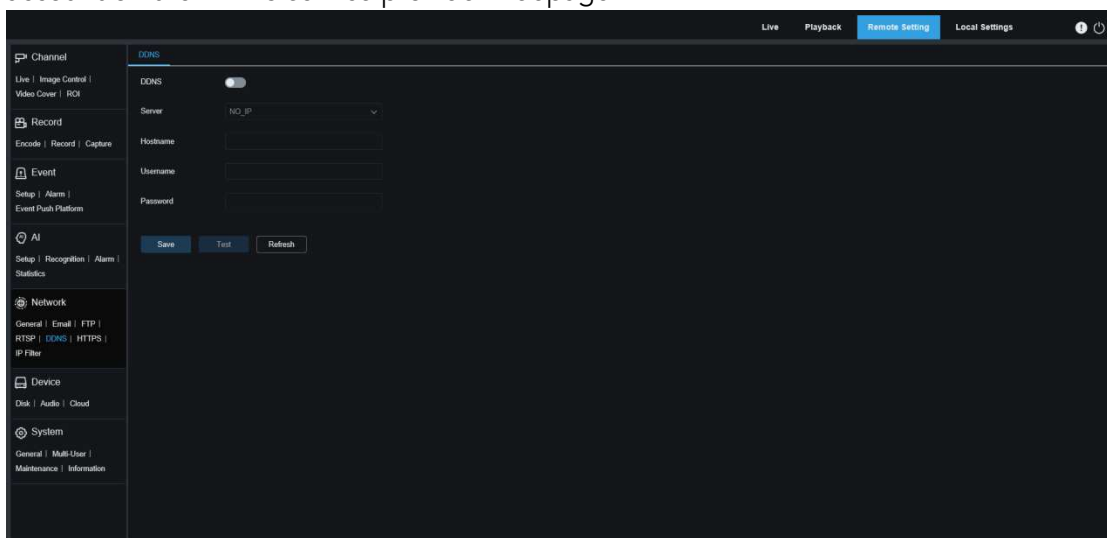 Live Playback Remote Setting Local Settings
Channel
Live | Image Control |
Video Cover | ROI
Record
Encode | Record | Capture
Event
Setup | Alarm |
Event Push Platform
AI
Setup | Recognition | Alarm |
Statistics
Network
General | Email | FTP |
RTSP | DDNS | HTTPS |
IP Filter
Device
Disk | Audio | Cloud
System
General | Multi-User |
Maintenance | Information
DDNS
DDNS
Server NO_IP
Hostname
Username
Password
Save Test Refresh